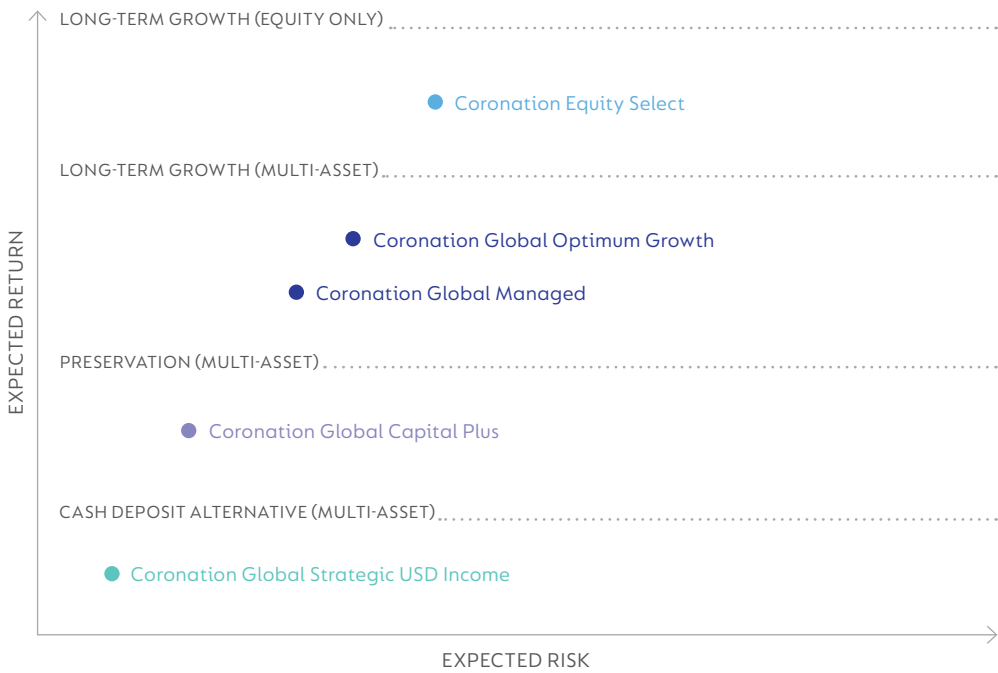 LONG-TERM GROWTH (EQUITY ONLY)
Coronation Equity Select
LONG-TERM GROWTH (MULTI-ASSET)
Coronation Global Optimum Growth
Coronation Global Managed
PRESERVATION (MULTI-ASSET)
Coronation Global Capital Plus
CASH DEPOSIT ALTERNATIVE (MULTI-ASSET)
Coronation Global Strategic USD Income
EXPECTED RETURN
EXPECTED RISK